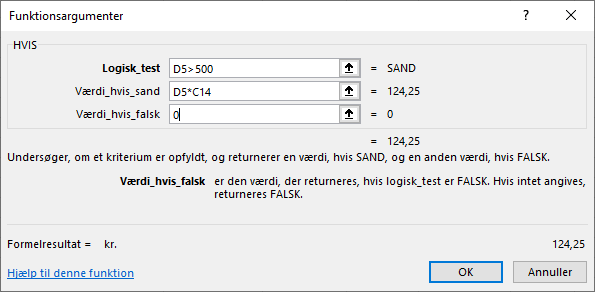 Funktionsargumenter
HVIS
Logisk_test D5>500 = SAND
Værdi_hvis_sand D5*C14 = 124,25
Værdi_hvis_falsk 0 = 0
= 124,25
Undersøger, om et kriterium er opfyldt, og returnerer en værdi, hvis SAND, og en anden værdi, hvis FALSK.
Værdi_hvis_falsk er den værdi, der returneres, hvis logisk_test er FALSK. Hvis intet angives,
returneres FALSK.
Formelresultat = kr. 124,25
Hjælp til denne funktion OK Annuller